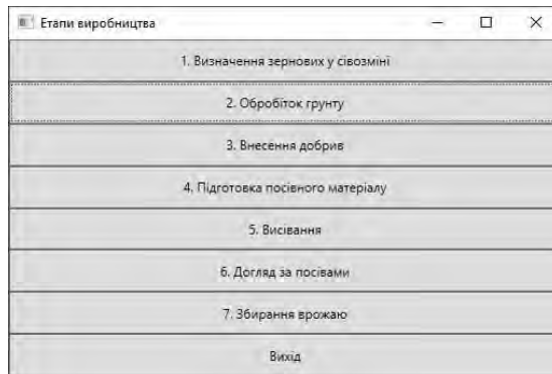 Етапи виробництва
1. Визначення зернових у сівозміні
2. Обробіток грунту
3. Внесення добрив
4. Підготовка посівного матеріалу
5. Висівання
6. Догляд за посівами
7. Збирання врожаю
Вихід